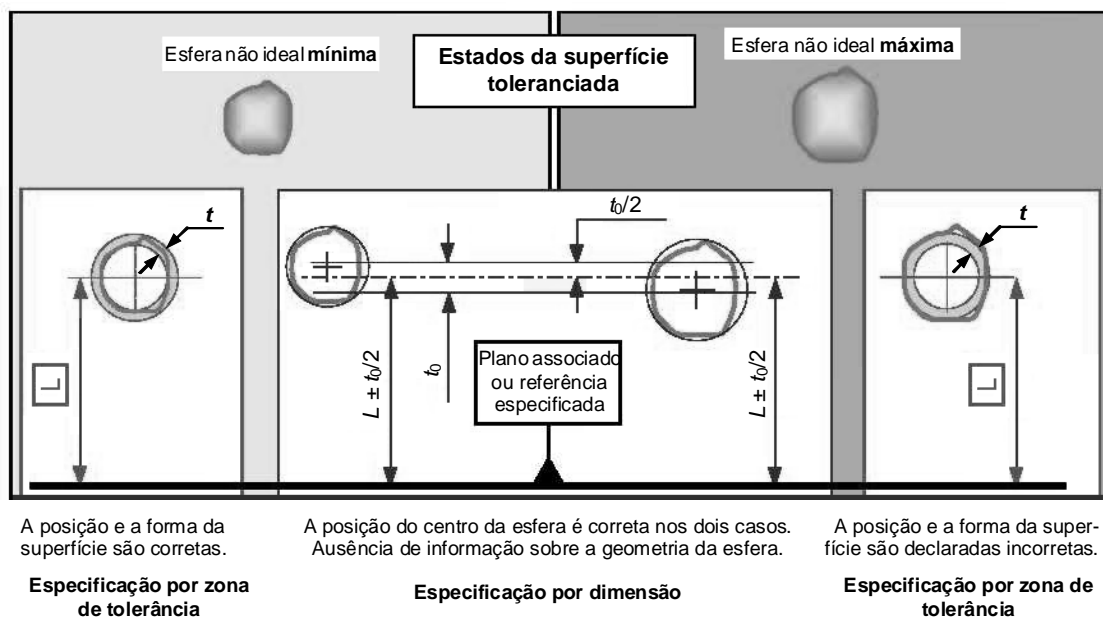 Esfera não ideal mínima
Estados da superfície
toleranciada
Esfera não ideal máxima
t
t₀/2
t
L
t₀
L ± t₀/2
Plano associado
ou referência
especificada
L ± t₀/2
L
A posição e a forma da
superfície são corretas.
Especificação por zona
de tolerância
A posição do centro da esfera é correta nos dois casos.
Ausência de informação sobre a geometria da esfera.
Especificação por dimensão
A posição e a forma da super-
fície são declaradas incorretas.
Especificação por zona de
tolerância